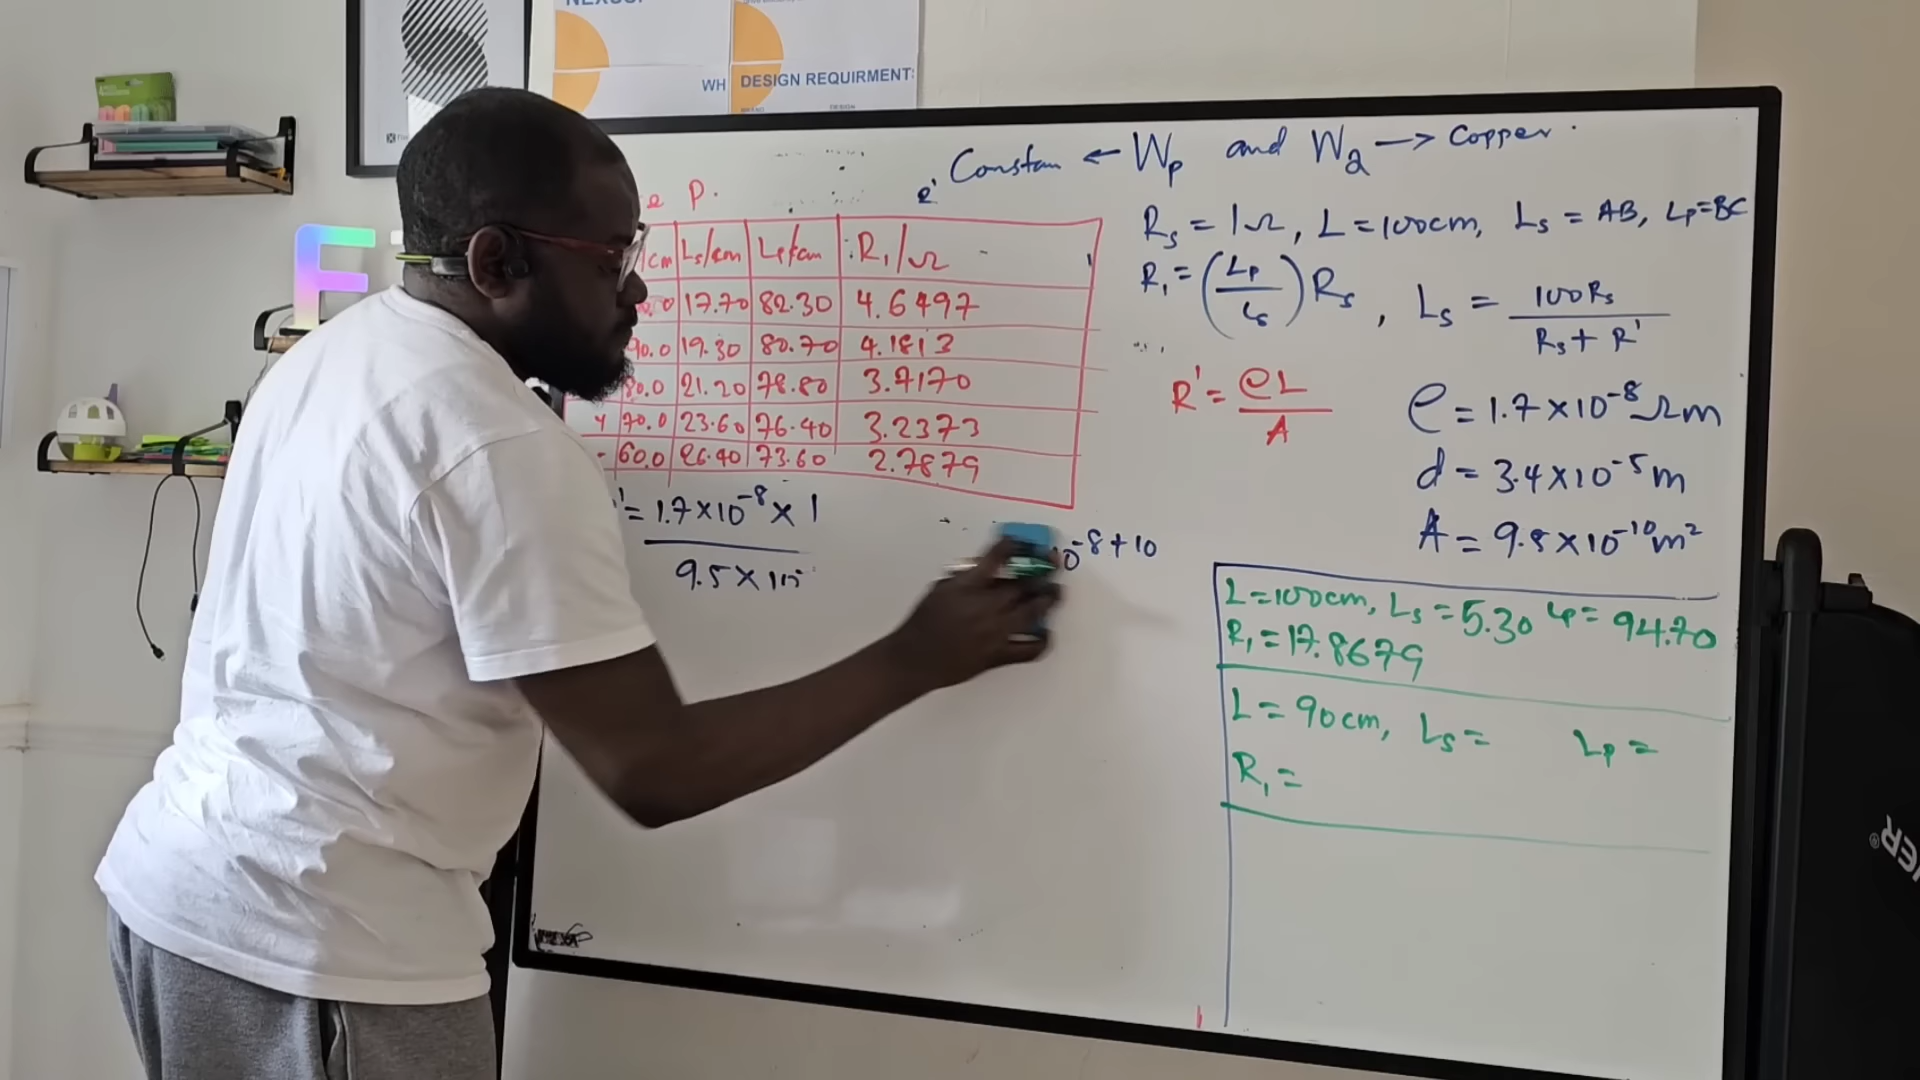 WH DESIGN REQUIRMENT:
Constan ← Wp and W2 → Copper.
e P.
Rs = 1Ω, L = 100cm, Ls = AB, Lp = BC
/cm Ls/cm Lp/cm R₁/Ω
R₁ = (Lp/Ls) Rs, Ls = 100Rs / Rs + R'
17.70 82.30 4.6497
90.0 19.30 80.70 4.1813
80.0 21.20 78.80 3.7170
4 70.0 23.60 76.40 3.2373
60.0 26.40 73.60 2.7879
R' = ρL / A
ρ = 1.7 × 10⁻⁸ Ωm
d = 3.4 × 10⁻⁵ m
A = 9.5 × 10⁻¹⁰ m²
' = 1.7 × 10⁻⁸ × 1
9.5 × 10⁻
10⁻⁸ + 10
L = 100cm, Ls = 5.30 Lp = 94.70
R₁ = 17.8679
L = 90cm, Ls = Lp =
R₁ =